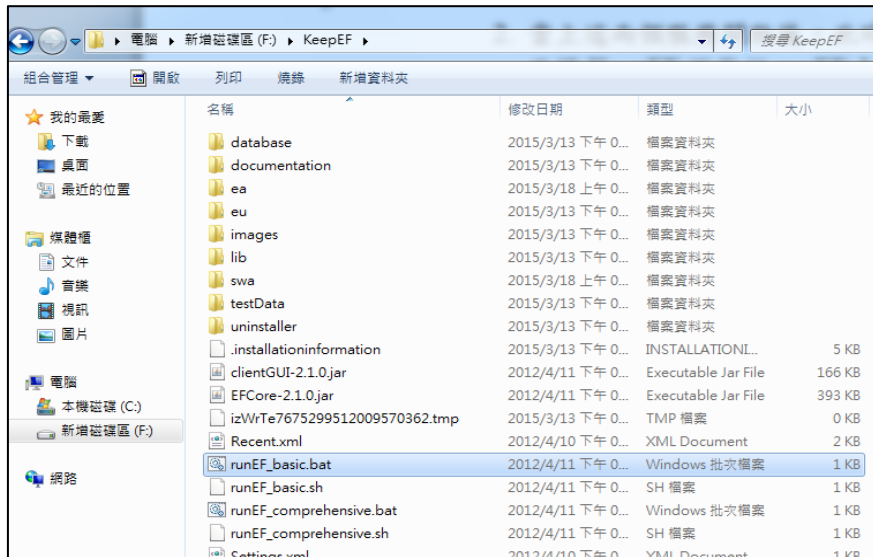 電腦 ▸ 新增磁碟區 (F:) ▸ KeepEF ▸ 搜尋 KeepEF
組合管理 開啟 列印 燒錄 新增資料夾
名稱 修改日期 類型 大小
我的最愛
下載
桌面
最近的位置
媒體櫃
文件
音樂
視訊
圖片
電腦
本機磁碟 (C:)
新增磁碟區 (F:)
網路
database 2015/3/13 下午 0... 檔案資料夾
documentation 2015/3/13 下午 0... 檔案資料夾
ea 2015/3/18 上午 0... 檔案資料夾
eu 2015/3/13 下午 0... 檔案資料夾
images 2015/3/13 下午 0... 檔案資料夾
lib 2015/3/13 下午 0... 檔案資料夾
swa 2015/3/18 上午 0... 檔案資料夾
testData 2015/3/13 下午 0... 檔案資料夾
uninstaller 2015/3/13 下午 0... 檔案資料夾
.installationinformation 2015/3/13 下午 0... INSTALLATIONI... 5 KB
clientGUI-2.1.0.jar 2012/4/11 下午 0... Executable Jar File 166 KB
EFCore-2.1.0.jar 2012/4/11 下午 0... Executable Jar File 393 KB
izWrTe7675299512009570362.tmp 2015/3/13 下午 0... TMP 檔案 0 KB
Recent.xml 2012/4/10 下午 0... XML Document 2 KB
runEF_basic.bat 2012/4/11 下午 0... Windows 批次檔案 1 KB
runEF_basic.sh 2012/4/11 下午 0... SH 檔案 1 KB
runEF_comprehensive.bat 2012/4/11 下午 0... Windows 批次檔案 1 KB
runEF_comprehensive.sh 2012/4/11 下午 0... SH 檔案 1 KB
Settings.xml 2012/4/10 下午 0... XML Document 1 KB